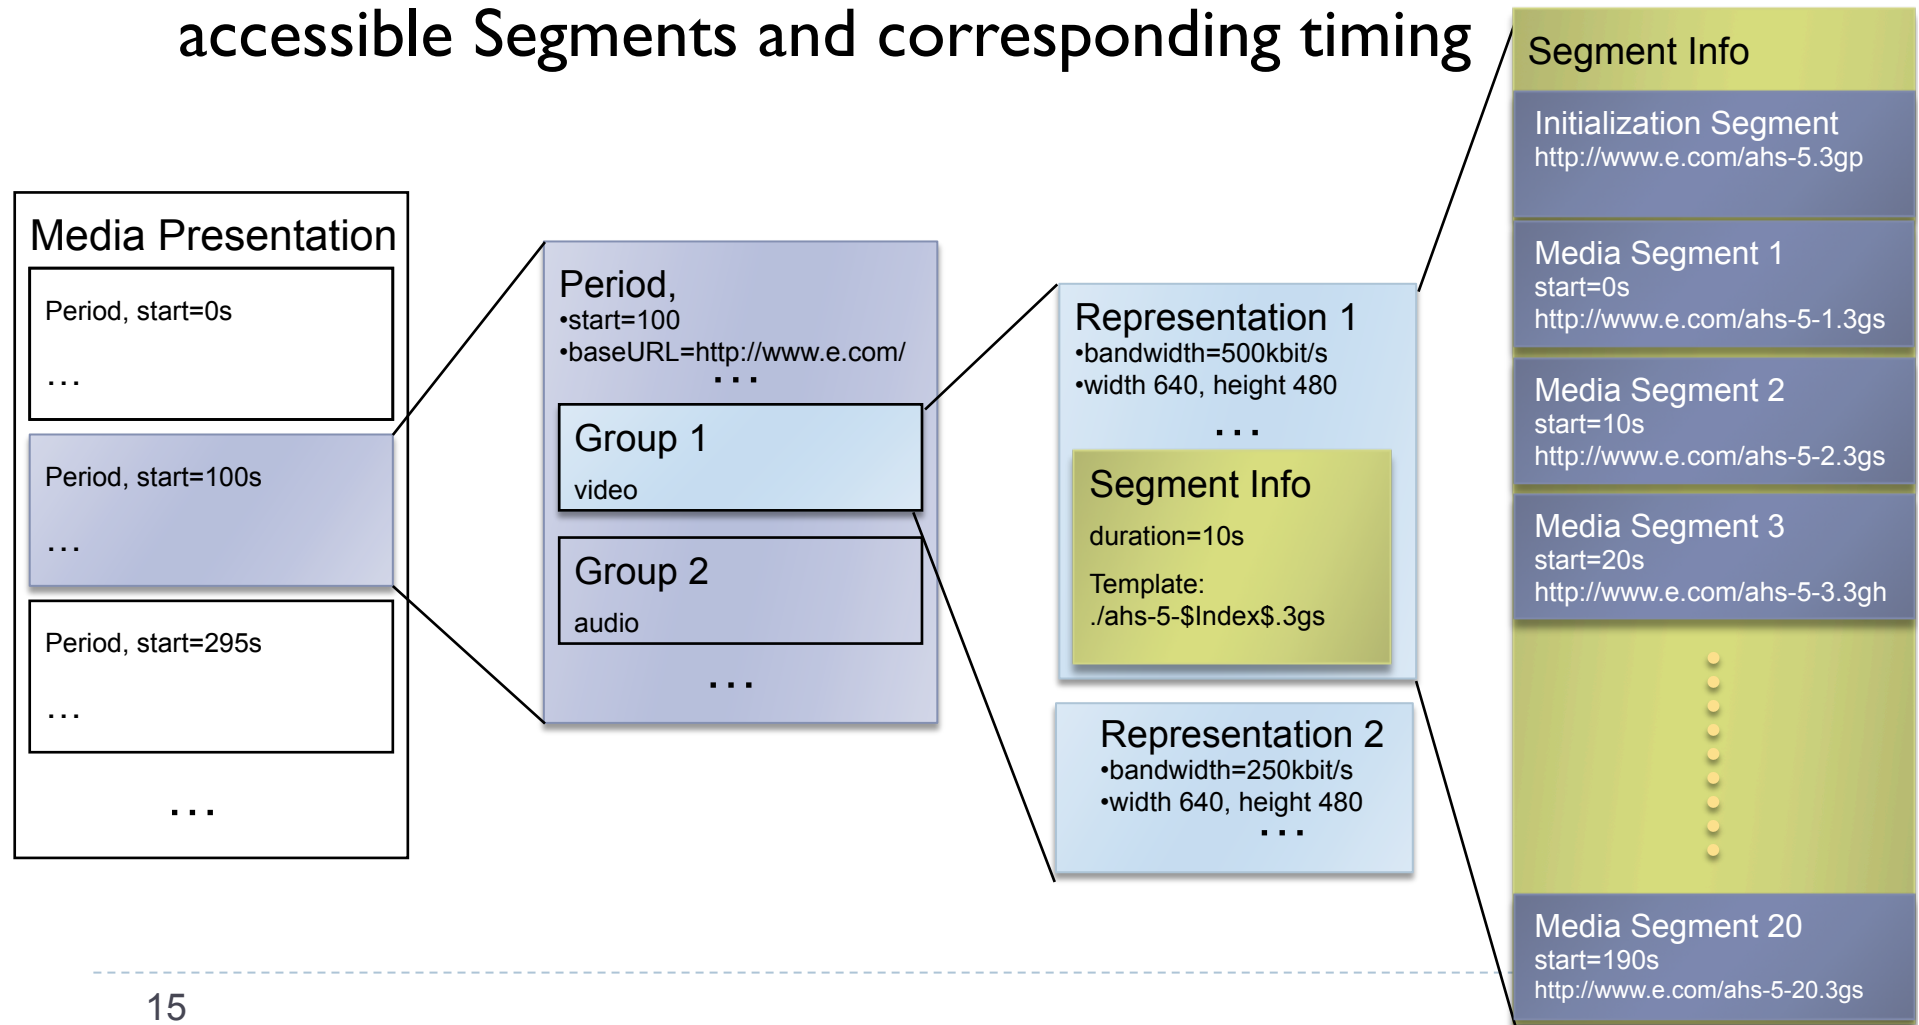 accessible Segments and corresponding timing
Media Presentation
Period, start=0s
...
Period, start=100s
...
Period, start=295s
...
...
Period,
•start=100
•baseURL=http://www.e.com/
...
Group 1
video
Group 2
audio
...
Representation 1
•bandwidth=500kbit/s
•width 640, height 480
...
Segment Info
duration=10s
Template:
./ahs-5-$Index$.3gs
Representation 2
•bandwidth=250kbit/s
•width 640, height 480
...
Segment Info
Initialization Segment
http://www.e.com/ahs-5.3gp
Media Segment 1
start=0s
http://www.e.com/ahs-5-1.3gs
Media Segment 2
start=10s
http://www.e.com/ahs-5-2.3gs
Media Segment 3
start=20s
http://www.e.com/ahs-5-3.3gh
Media Segment 20
start=190s
http://www.e.com/ahs-5-20.3gs
15